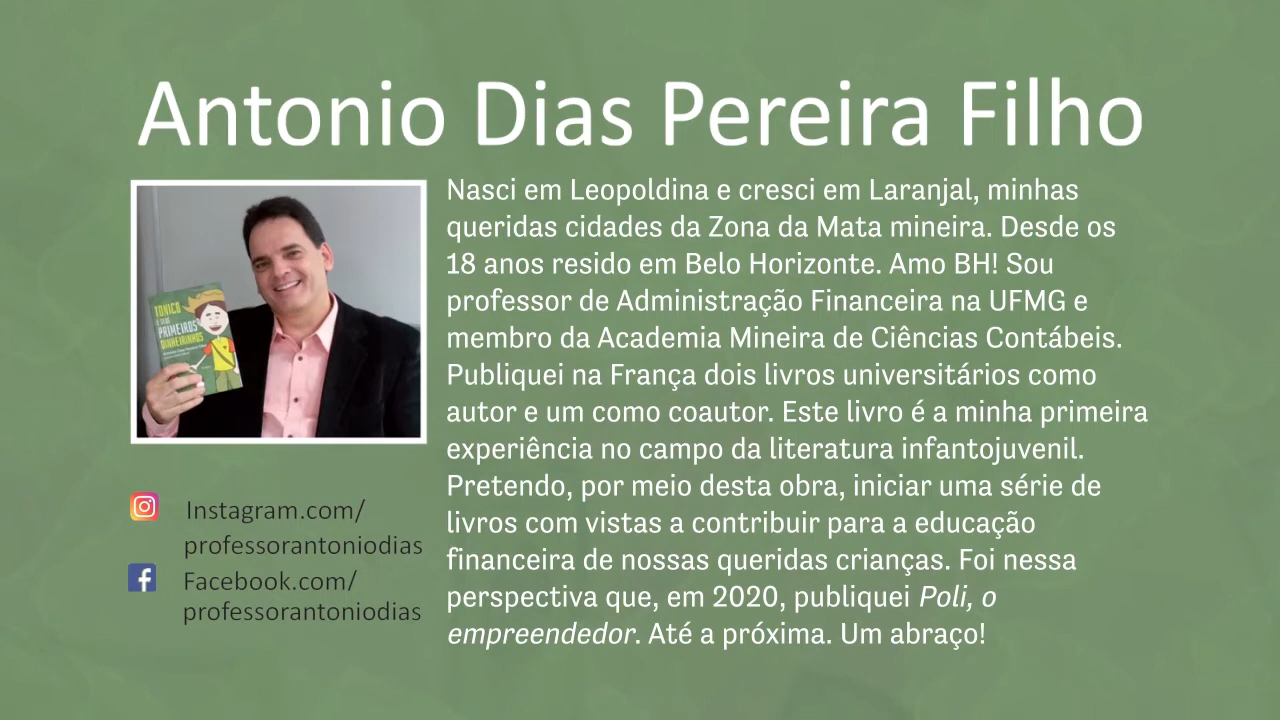 Antonio Dias Pereira Filho
TONICO
E SEUS
PRIMEIROS
DINHEIRINHOS
Nasci em Leopoldina e cresci em Laranjal, minhas
queridas cidades da Zona da Mata mineira. Desde os
18 anos resido em Belo Horizonte. Amo BH! Sou
professor de Administração Financeira na UFMG e
membro da Academia Mineira de Ciências Contábeis.
Publiquei na França dois livros universitários como
autor e um como coautor. Este livro é a minha primeira
experiência no campo da literatura infantojuvenil.
Pretendo, por meio desta obra, iniciar uma série de
livros com vistas a contribuir para a educação
financeira de nossas queridas crianças. Foi nessa
perspectiva que, em 2020, publiquei Poli, o
empreendedor. Até a próxima. Um abraço!
Instagram.com/
professorantoniodias
Facebook.com/
professorantoniodias